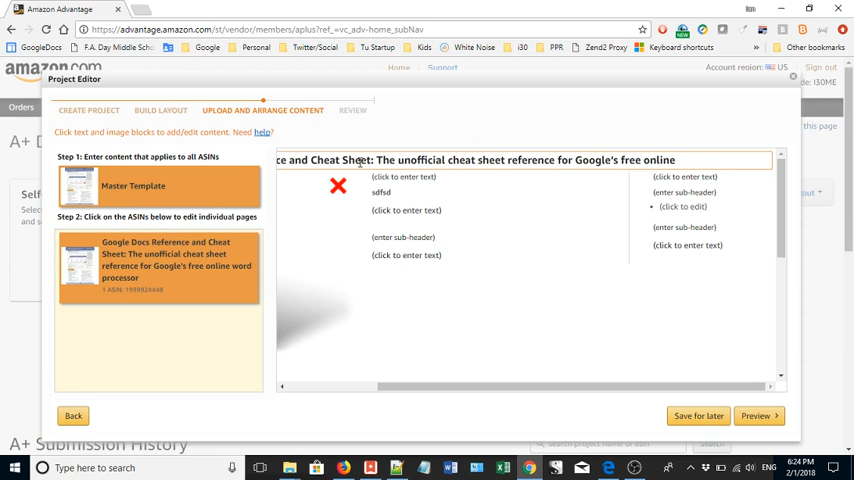 Amazon Advantage
https://advantage.amazon.com/st/vendor/members/aplus?ref_=vc_adv-home_subNav
GoogleDocs
F.A. Day Middle School
Google
Personal
Twitter/Social
Tu Startup
Kids
White Noise
i30
PPR
Zend2 Proxy
Keyboard shortcuts
Other bookmarks
amazon.com
Home
Support
Account region: US
Sign out
Project Editor
Orders
CREATE PROJECT
BUILD LAYOUT
UPLOAD AND ARRANGE CONTENT
REVIEW
Click text and image blocks to add/edit content. Need help?
Step 1: Enter content that applies to all ASINs
Master Template
Step 2: Click on the ASINs below to edit individual pages
Google Docs Reference and Cheat
Sheet: The unofficial cheat sheet
reference for Google's free online word
processor
1 ASIN: 1939924448
ce and Cheat Sheet: The unofficial cheat sheet reference for Google's free online
(click to enter text)
sdfsd
(click to enter text)
(enter sub-header)
(click to enter text)
(click to enter text)
(enter sub-header)
• (click to edit)
(enter sub-header)
(click to enter text)
Back
Save for later
Preview
A+ Submission History
Search
Type here to search
ENG
6:24 PM
2/1/2018